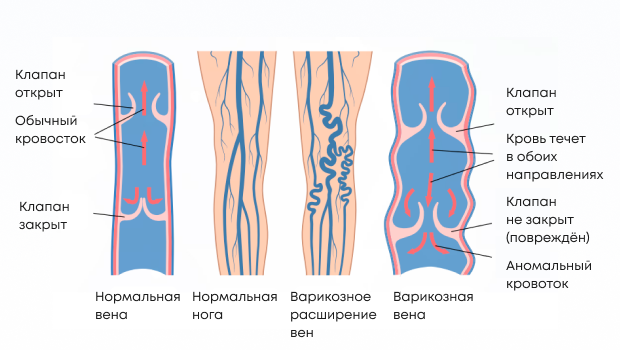 Клапан
открыт
Обычный
кровосток
Клапан
закрыт
Клапан
открыт
Кровь течет
в обоих
направлениях
Клапан
не закрыт
(повреждён)
Аномальный
кровоток
Нормальная
вена
Нормальная
нога
Варикозное
расширение
вен
Варикозная
вена